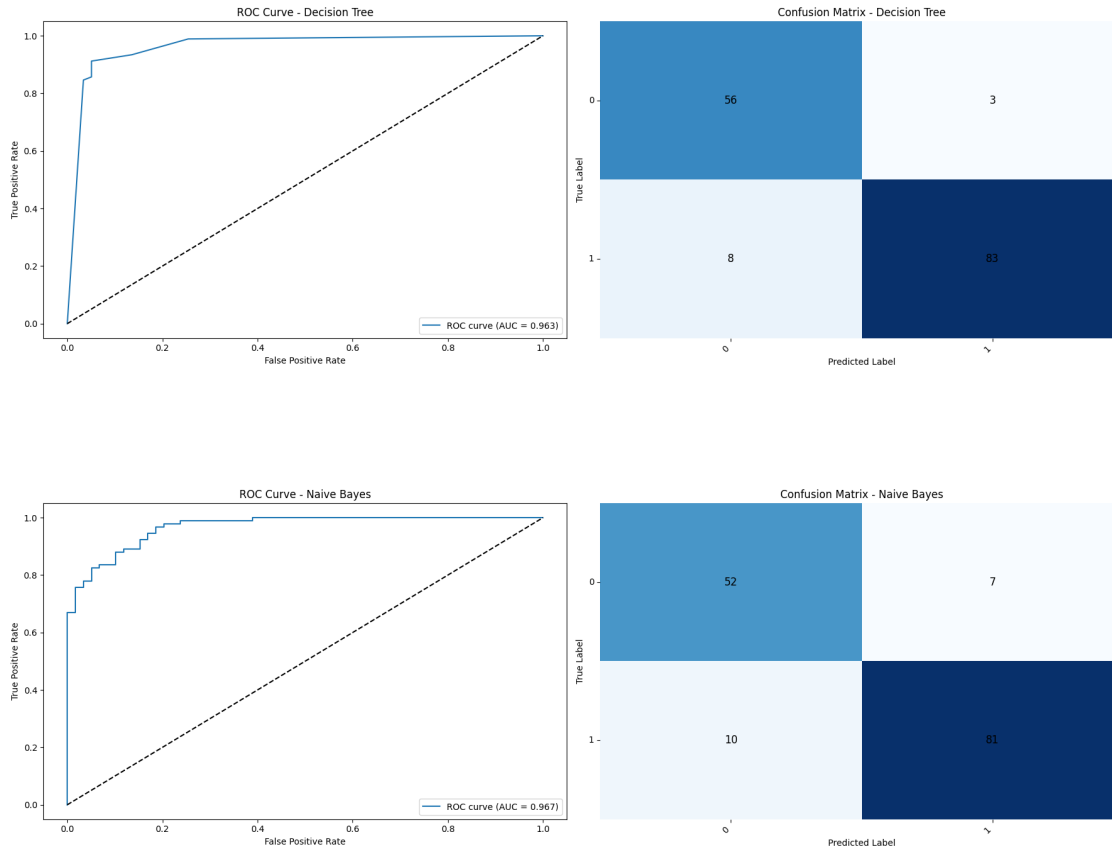 ROC Curve - Decision Tree
1.0
0.8
0.6
0.4
0.2
0.0
True Positive Rate
0.0 0.2 0.4 0.6 0.8 1.0
False Positive Rate
ROC curve (AUC = 0.963)
Confusion Matrix - Decision Tree
True Label
0
56 3
1
8 83
0 1
Predicted Label
ROC Curve - Naive Bayes
1.0
0.8
0.6
0.4
0.2
0.0
True Positive Rate
0.0 0.2 0.4 0.6 0.8 1.0
False Positive Rate
ROC curve (AUC = 0.967)
Confusion Matrix - Naive Bayes
True Label
0
52 7
1
10 81
0 1
Predicted Label